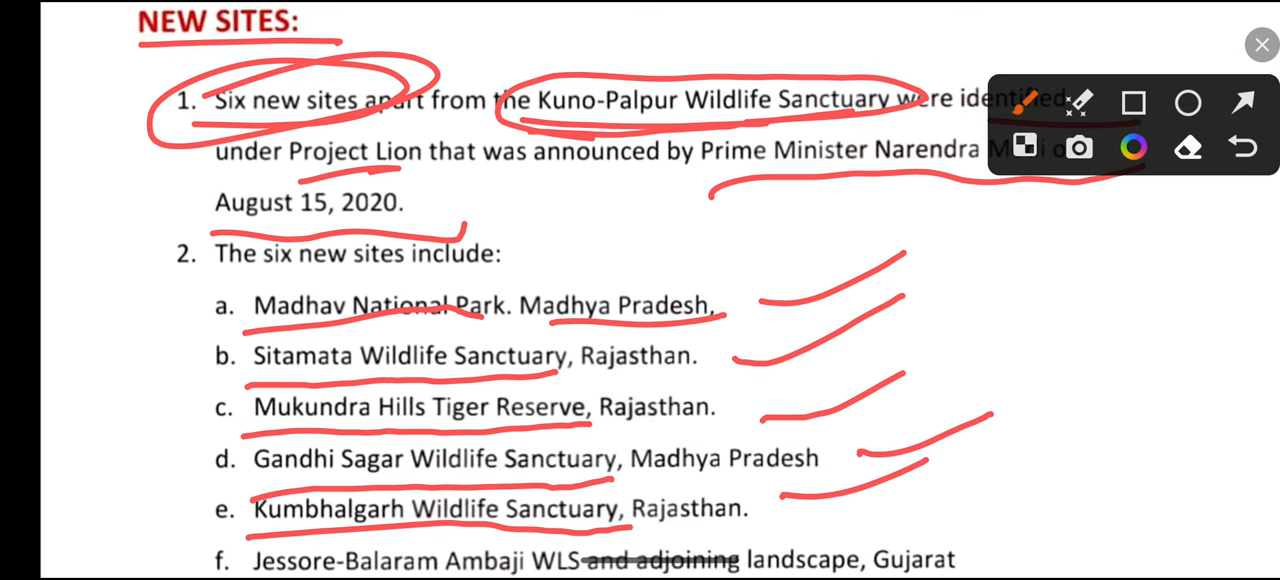 NEW SITES:
1. Six new sites apart from the Kuno-Palpur Wildlife Sanctuary were identified
under Project Lion that was announced by Prime Minister Narendra
August 15, 2020.
2. The six new sites include:
a. Madhav National Park. Madhya Pradesh,
b. Sitamata Wildlife Sanctuary, Rajasthan.
c. Mukundra Hills Tiger Reserve, Rajasthan.
d. Gandhi Sagar Wildlife Sanctuary, Madhya Pradesh
e. Kumbhalgarh Wildlife Sanctuary, Rajasthan.
f. Jessore-Balaram Ambaji WLS and adjoining landscape, Gujarat